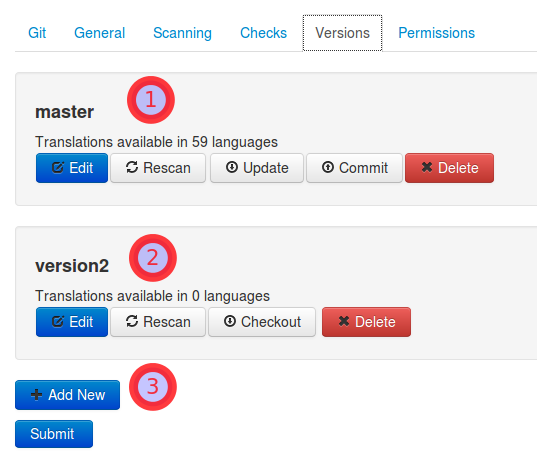 Git General Scanning Checks Versions Permissions
master 1
Translations available in 59 languages
Edit Rescan Update Commit Delete
version2 2
Translations available in 0 languages
Edit Rescan Checkout Delete
Add New 3
Submit